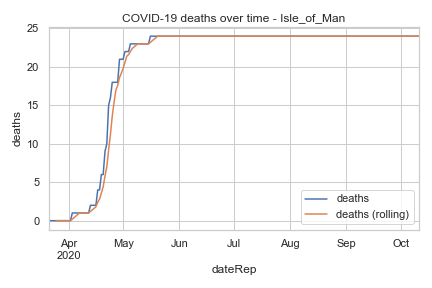 COVID-19 deaths over time - Isle_of_Man
25
20
15
10
5
0
deaths
deaths
deaths (rolling)
Apr May Jun Jul Aug Sep Oct
2020
dateRep